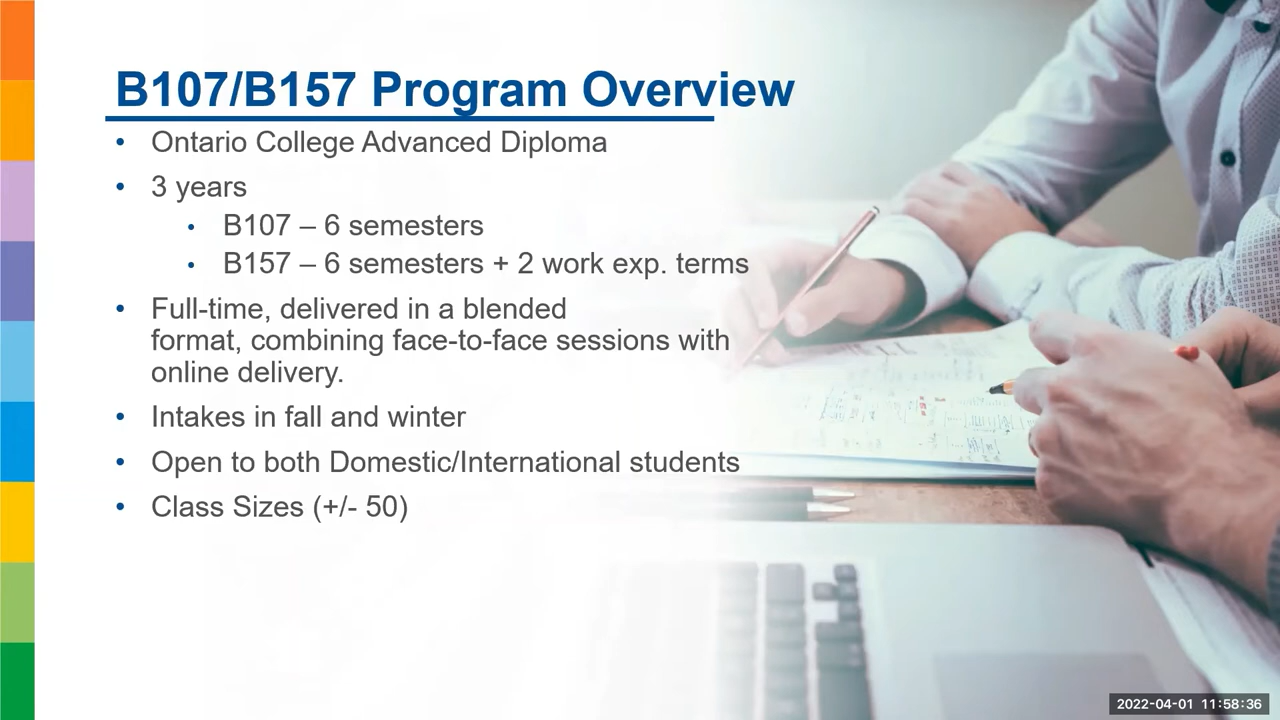 B107/B157 Program Overview
• Ontario College Advanced Diploma
• 3 years
• B107 – 6 semesters
• B157 – 6 semesters + 2 work exp. terms
• Full-time, delivered in a blended
format, combining face-to-face sessions with
online delivery.
• Intakes in fall and winter
• Open to both Domestic/International students
• Class Sizes (+/- 50)
2022-04-01 11:58:36